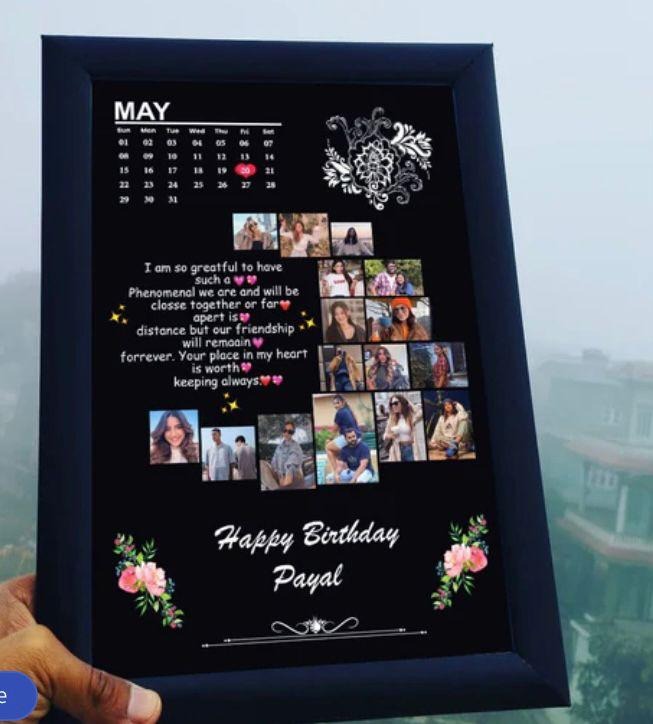 MAY
Sun Mon Tue Wed Thu Fri Sat
01 02 03 04 05 06 07
08 09 10 11 12 13 14
15 16 17 18 19 20 21
22 23 24 25 26 27 28
29 30 31
I am so greatful to have
such a💗💖
Phenomenal we are and will be
closse together or far❤️
apert is💖
distance but our friendship
will remaain💗
forrever. Your place in my heart
is worth💖
keeping always.❤️💖
Happy Birthday
Payal
e